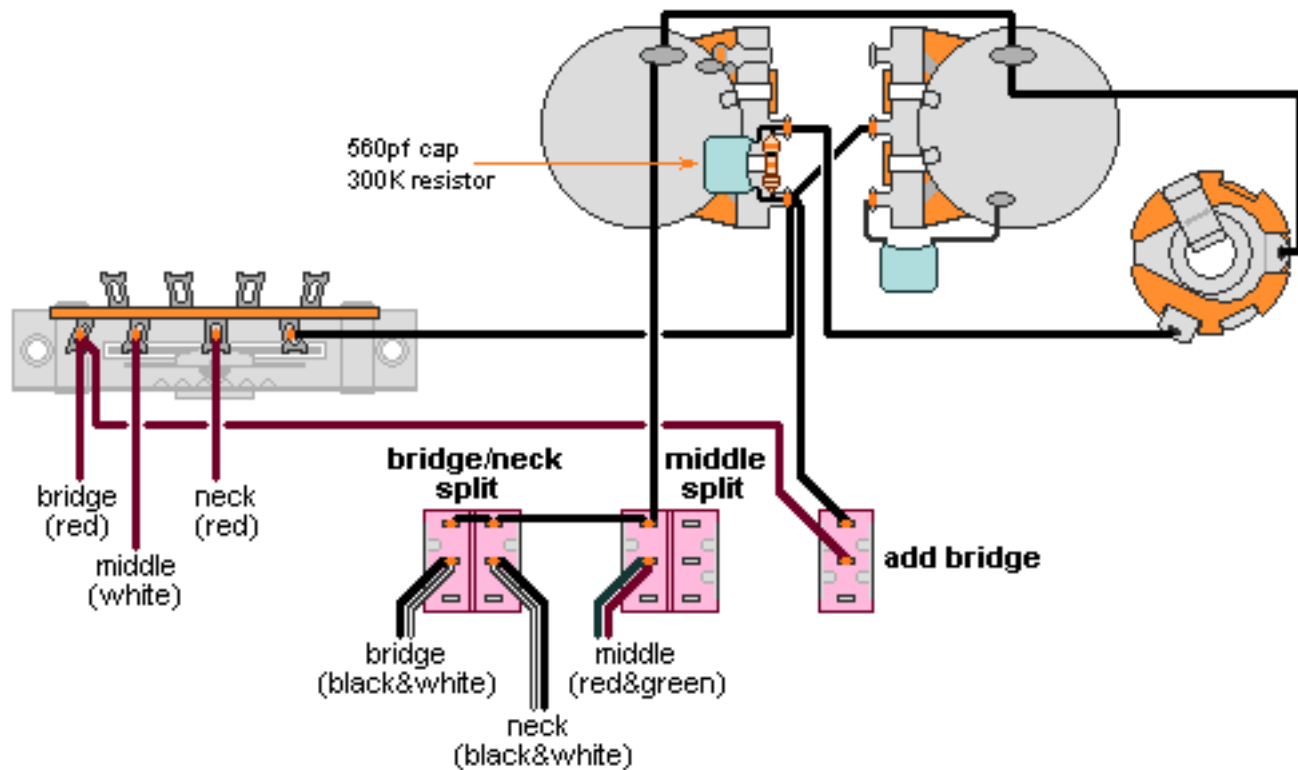 560pf cap
300K resistor
bridge/neck
split
middle
split
bridge
(red)
neck
(red)
middle
(white)
add bridge
bridge
(black&white)
middle
(red&green)
neck
(black&white)